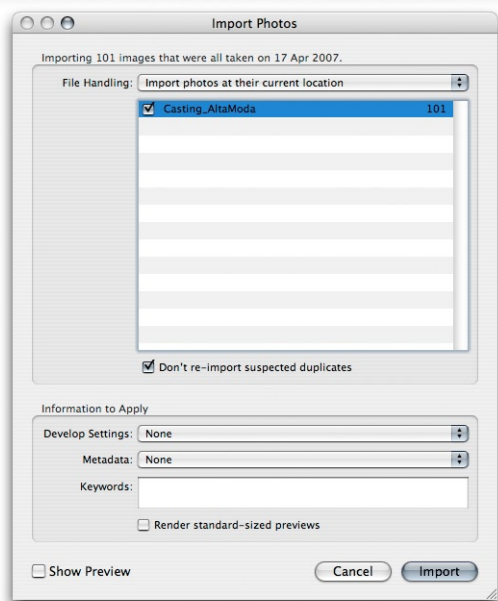 Import Photos
Importing 101 images that were all taken on 17 Apr 2007.
File Handling: Import photos at their current location
Casting_AltaModa 101
Don't re-import suspected duplicates
Information to Apply
Develop Settings: None
Metadata: None
Keywords:
Render standard-sized previews
Show Preview Cancel Import